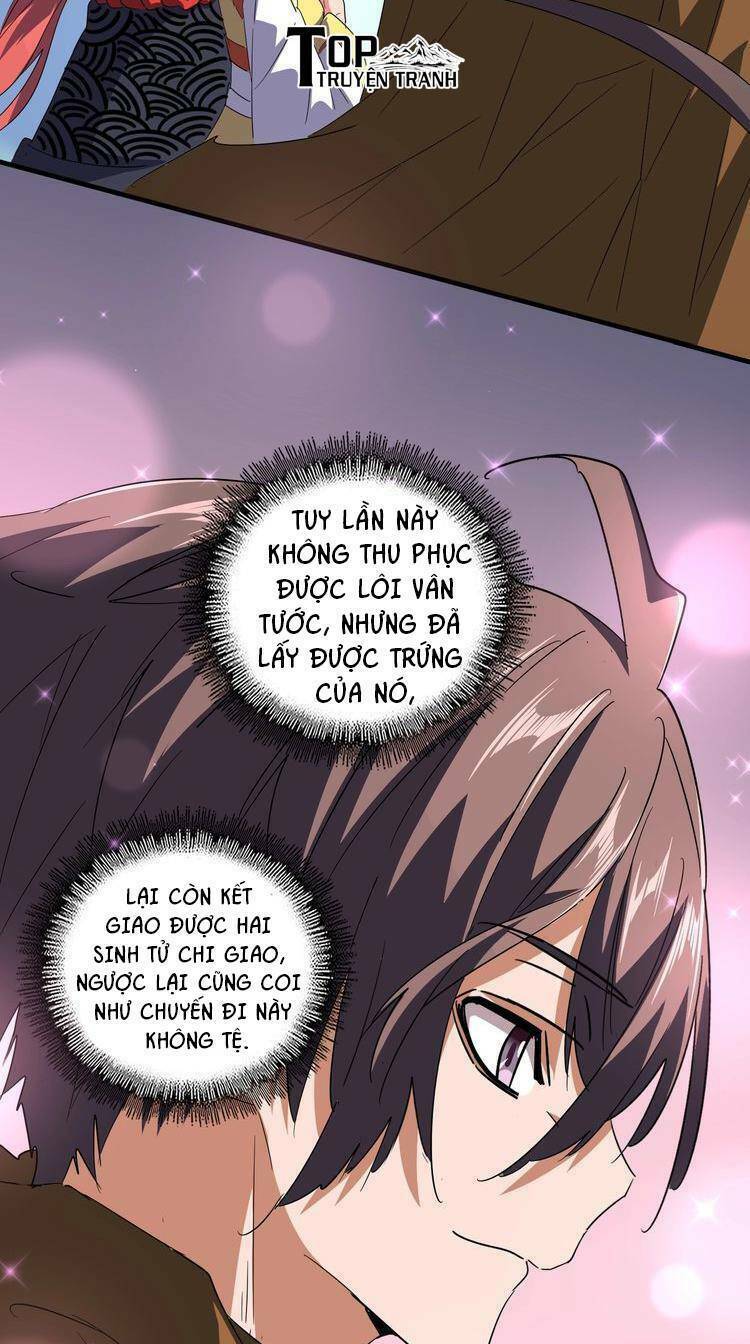 TOP
TRUYỆN TRANH
TUY LẦN NÀY
KHÔNG THU PHỤC
ĐƯỢC LÔI VÂN
TƯỚC, NHƯNG ĐÃ
LẤY ĐƯỢC TRỨNG
CỦA NÓ,
LẠI CÒN KẾT
GIAO ĐƯỢC HAI
SINH TỬ CHI GIAO,
NGƯỢC LẠI CŨNG COI
NHƯ CHUYẾN ĐI NÀY
KHÔNG TỆ.